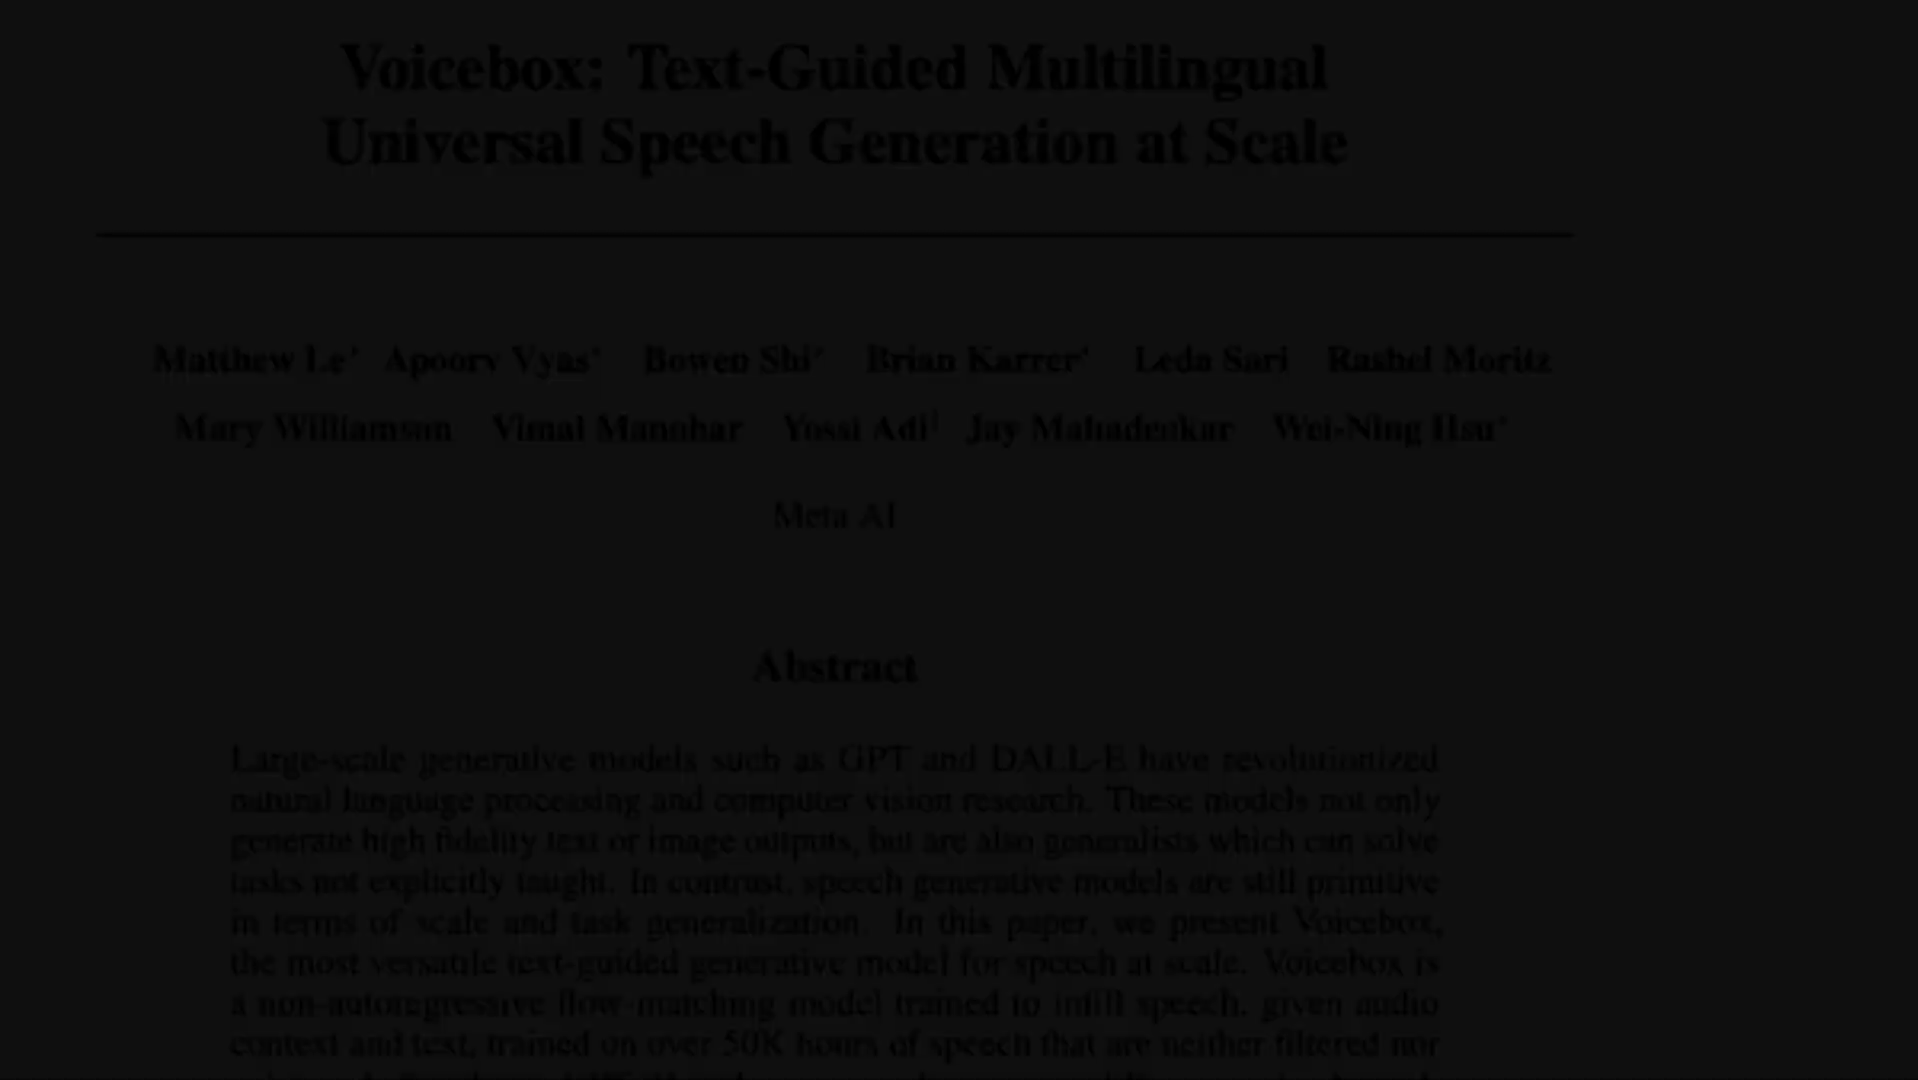 Voicebox: Text-Guided Multilingual
Universal Speech Generation at Scale
Matthew Le* Apoorv Vyas* Bowen Shi* Brian Karrer* Leda Sari Rashel Moritz
Mary Williamson Vimal Manohar Yossi Adi† Jay Mahadeokar Wei-Ning Hsu*
Meta AI
Abstract
Large-scale generative models such as GPT and DALL-E have revolutionized
natural language processing and computer vision research. These models not only
generate high fidelity text or image outputs, but are also generalists which can solve
tasks not explicitly taught. In contrast, speech generative models are still primitive
in terms of scale and task generalization. In this paper, we present Voicebox,
the most versatile text-guided generative model for speech at scale. Voicebox is
a non-autoregressive flow-matching model trained to infill speech, given audio
context and text, trained on over 50K hours of speech that are neither filtered nor